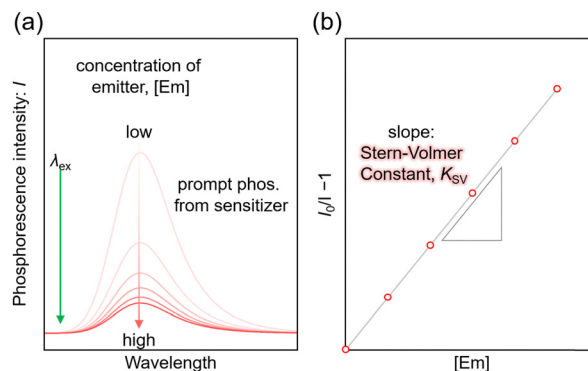 (a)
concentration of
emitter, [Em]
low
λex
prompt phos.
from sensitizer
high
Phosphorescence intensity: I
Wavelength
(b)
slope:
Stern-Volmer
Constant, KSV
I0/I −1
[Em]